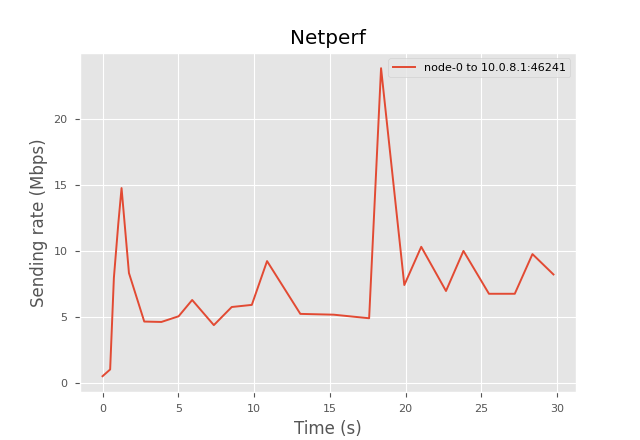 Netperf
node-0 to 10.0.8.1:46241
Sending rate (Mbps)
20
15
10
5
0
0 5 10 15 20 25 30
Time (s)